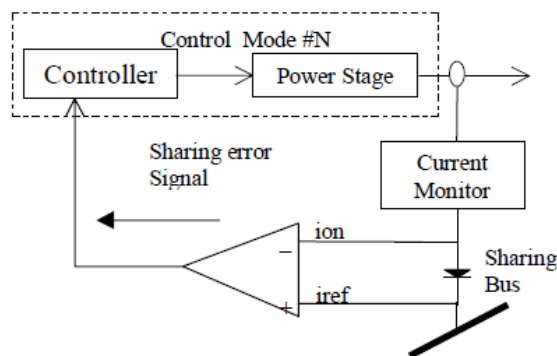 Control Mode #N
Controller
Power Stage
Sharing error
Signal
Current
Monitor
ion
−
Sharing
Bus
iref
+